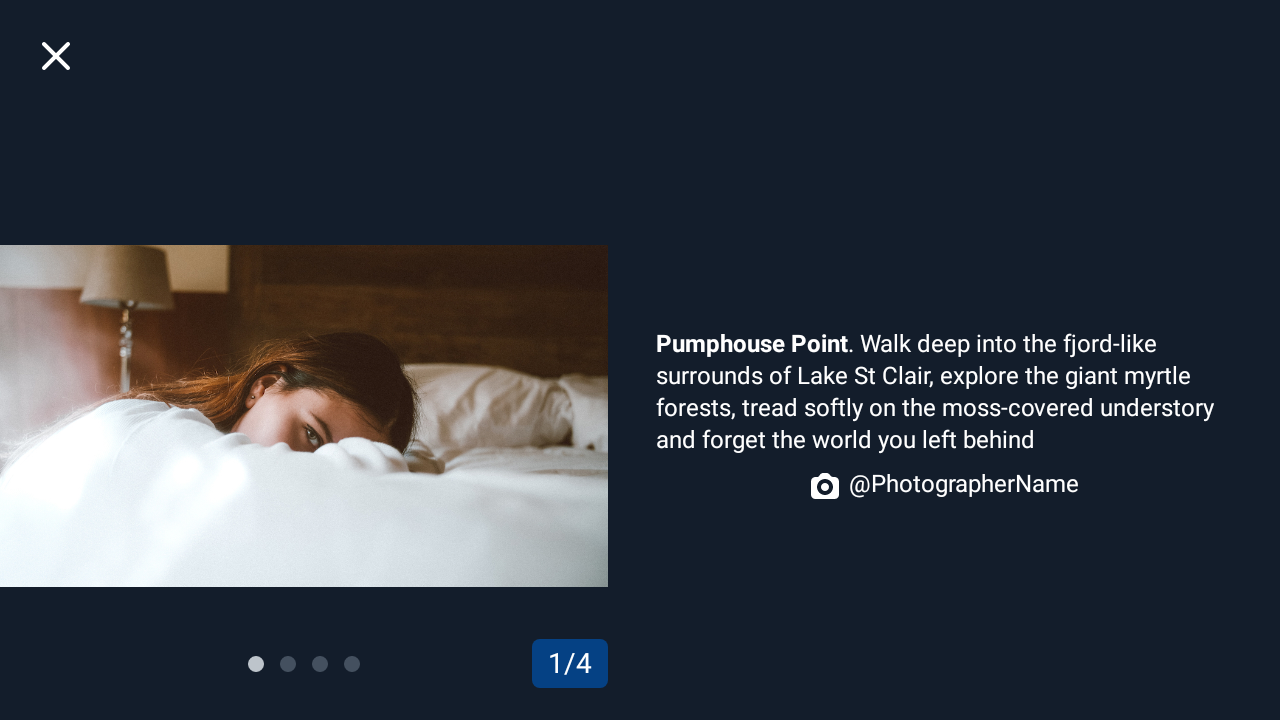 Pumphouse Point. Walk deep into the fjord-like
surrounds of Lake St Clair, explore the giant myrtle
forests, tread softly on the moss-covered understory
and forget the world you left behind
@PhotographerName
1/4